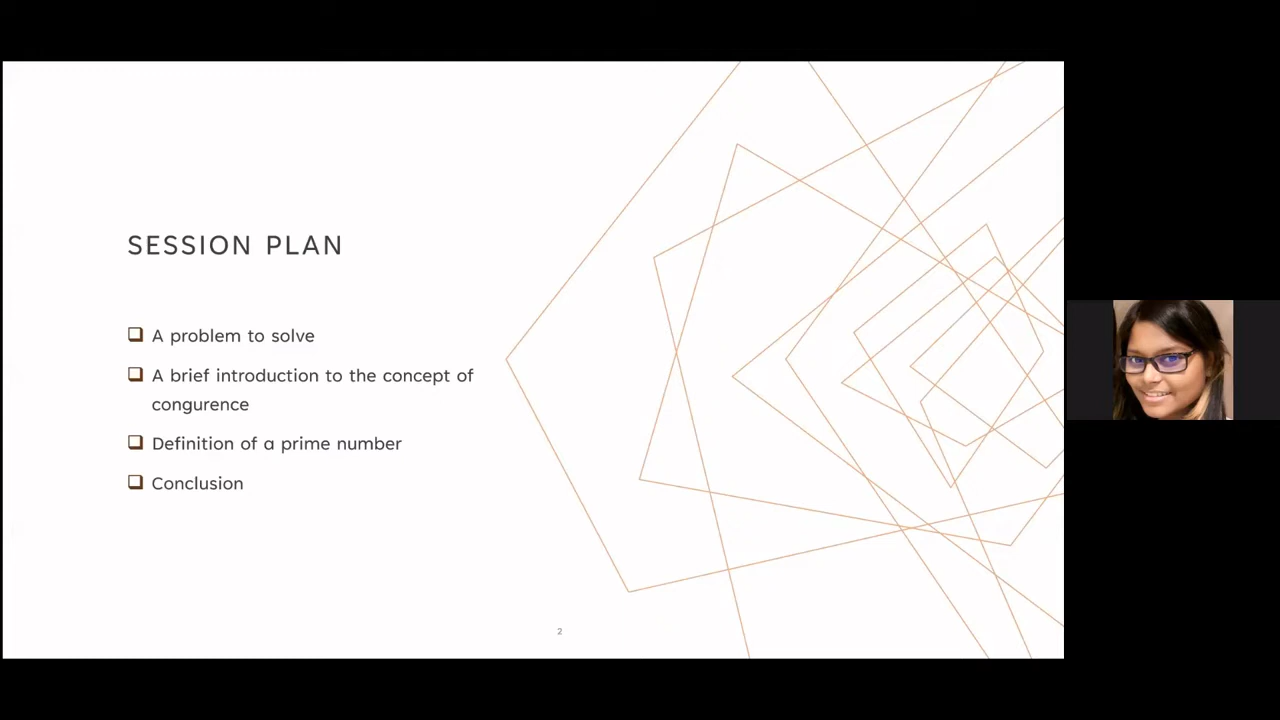 SESSION PLAN
A problem to solve
A brief introduction to the concept of
congurence
Definition of a prime number
Conclusion
2